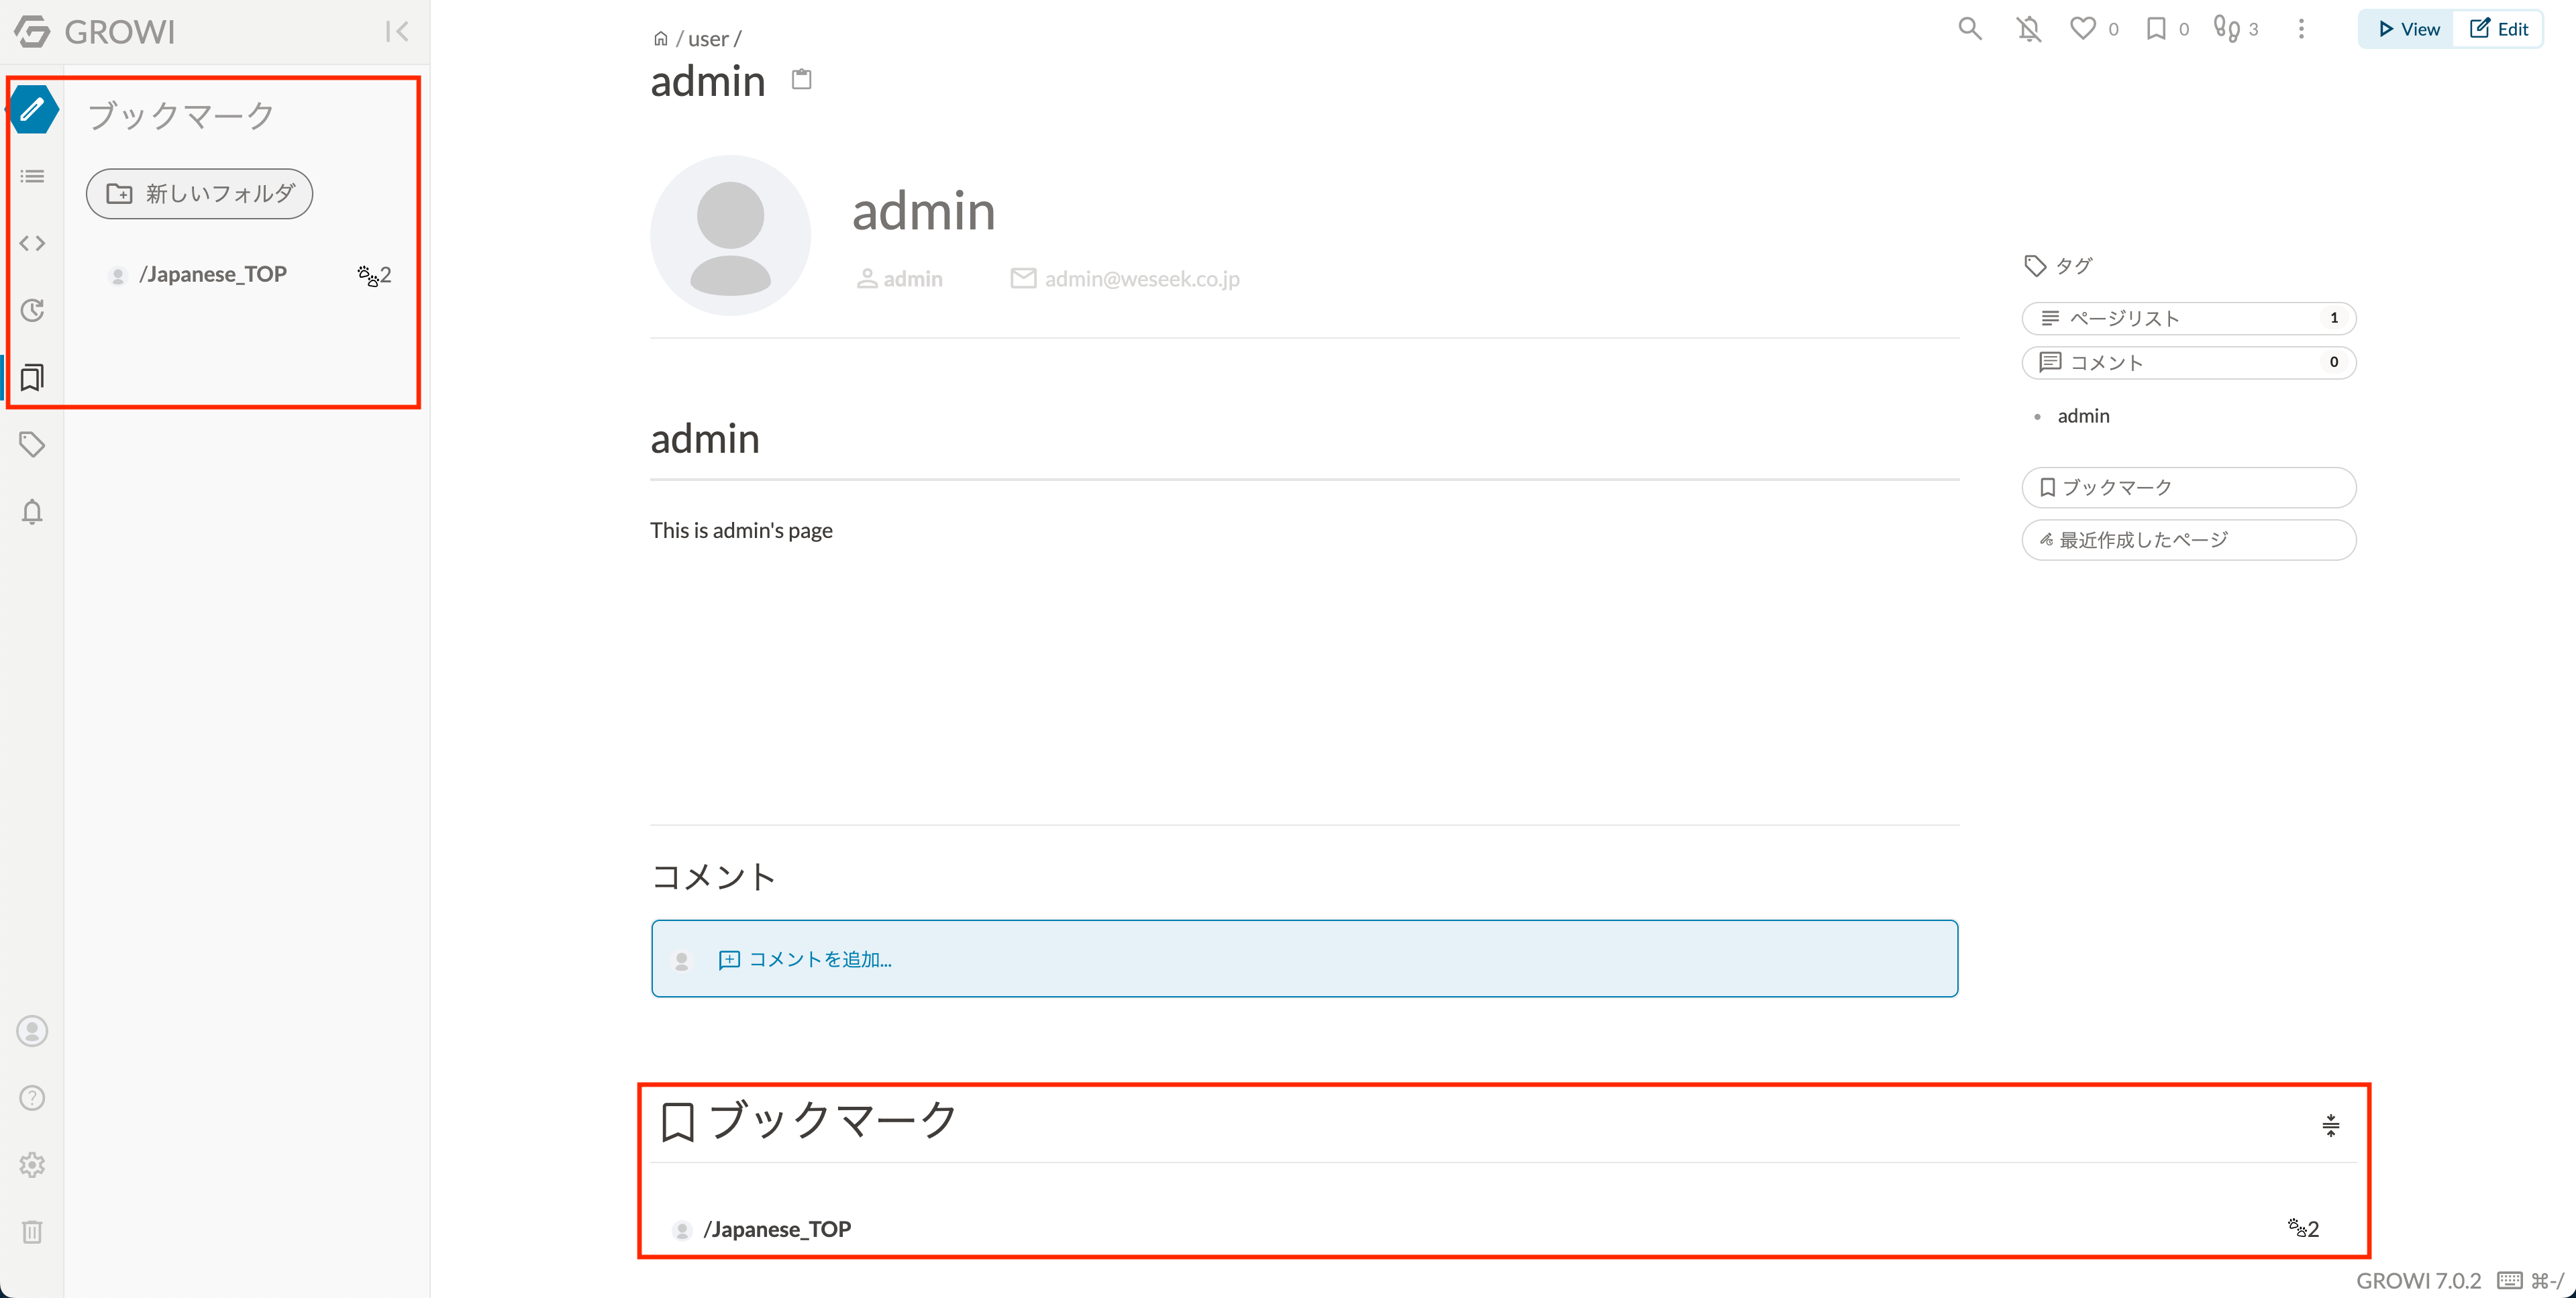 GROWI
ブックマーク
新しいフォルダ
/Japanese_TOP 2
/ user /
admin
0 0 3
View Edit
admin
admin admin@weseek.co.jp
タグ
ページリスト 1
コメント 0
admin
ブックマーク
最近作成したページ
admin
This is admin's page
コメント
コメントを追加...
ブックマーク
/Japanese_TOP 2
GROWI 7.0.2 ⌘-/